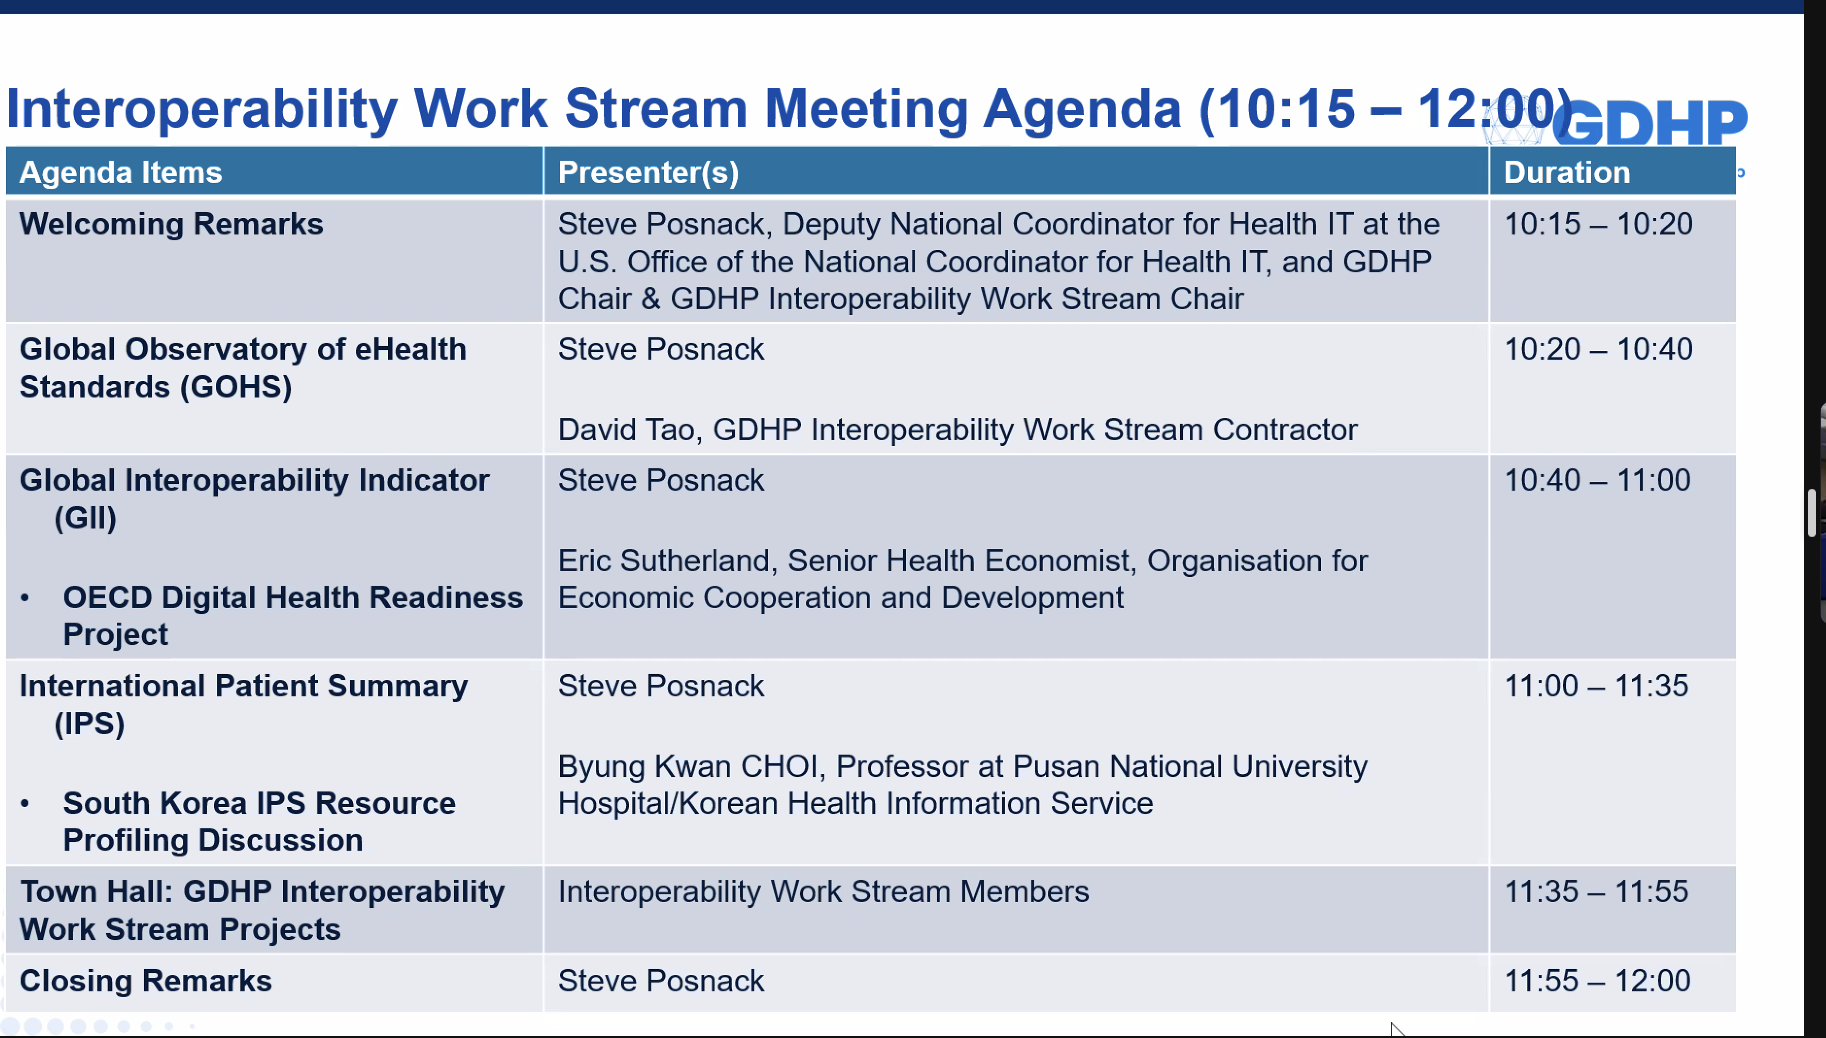 Interoperability Work Stream Meeting Agenda (10:15 – 12:00)
GDHP
Agenda Items
Presenter(s)
Duration
Welcoming Remarks
Steve Posnack, Deputy National Coordinator for Health IT at the
U.S. Office of the National Coordinator for Health IT, and GDHP
Chair & GDHP Interoperability Work Stream Chair
10:15 – 10:20
Global Observatory of eHealth
Standards (GOHS)
Steve Posnack
David Tao, GDHP Interoperability Work Stream Contractor
10:20 – 10:40
Global Interoperability Indicator
(GII)
• OECD Digital Health Readiness
Project
Steve Posnack
Eric Sutherland, Senior Health Economist, Organisation for
Economic Cooperation and Development
10:40 – 11:00
International Patient Summary
(IPS)
• South Korea IPS Resource
Profiling Discussion
Steve Posnack
Byung Kwan CHOI, Professor at Pusan National University
Hospital/Korean Health Information Service
11:00 – 11:35
Town Hall: GDHP Interoperability
Work Stream Projects
Interoperability Work Stream Members
11:35 – 11:55
Closing Remarks
Steve Posnack
11:55 – 12:00